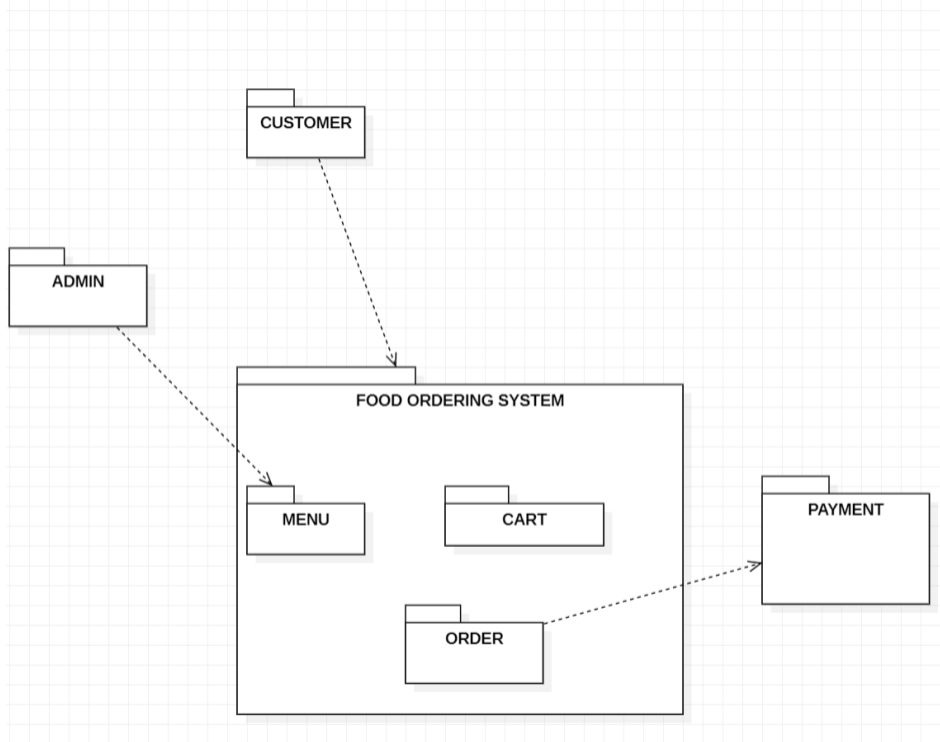 CUSTOMER
ADMIN
FOOD ORDERING SYSTEM
MENU
CART
PAYMENT
ORDER